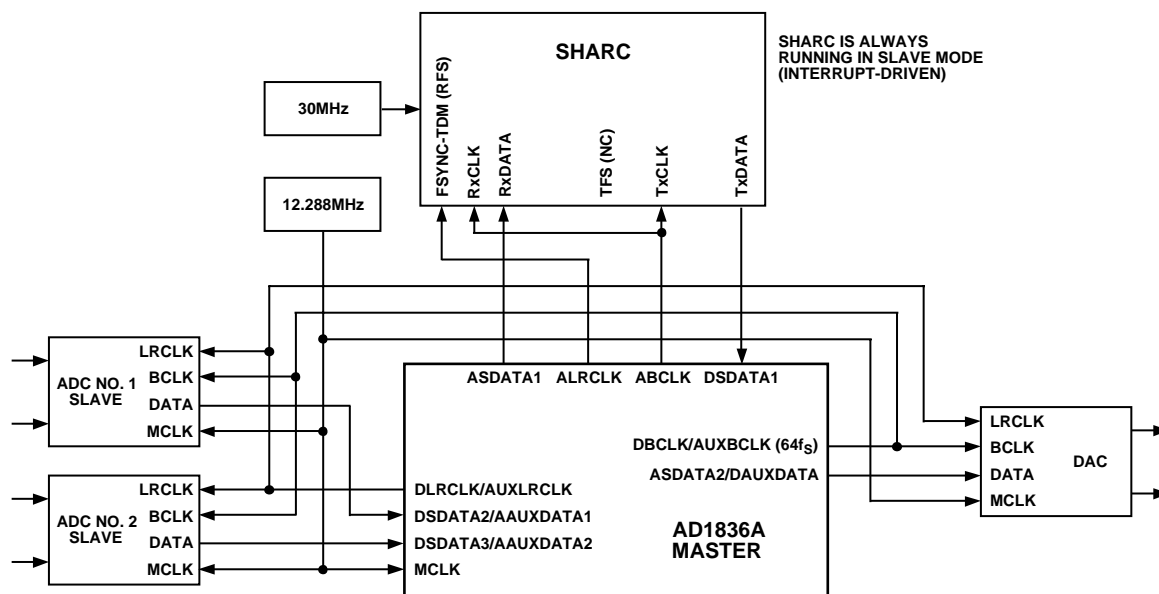 SHARC
SHARC IS ALWAYS
RUNNING IN SLAVE MODE
(INTERRUPT-DRIVEN)
30MHz
12.288MHz
FSYNC-TDM (RFS)
RxCLK
RxDATA
TFS (NC)
TxCLK
TxDATA
ADC NO. 1
SLAVE
LRCLK
BCLK
DATA
MCLK
ADC NO. 2
SLAVE
LRCLK
BCLK
DATA
MCLK
ASDATA1 ALRCLK ABCLK DSDATA1
DBCLK/AUXBCLK (64fS)
ASDATA2/DAUXDATA
DLRCLK/AUXLRCLK
DSDATA2/AAUXDATA1
DSDATA3/AAUXDATA2
MCLK
AD1836A
MASTER
LRCLK
BCLK
DATA
MCLK
DAC